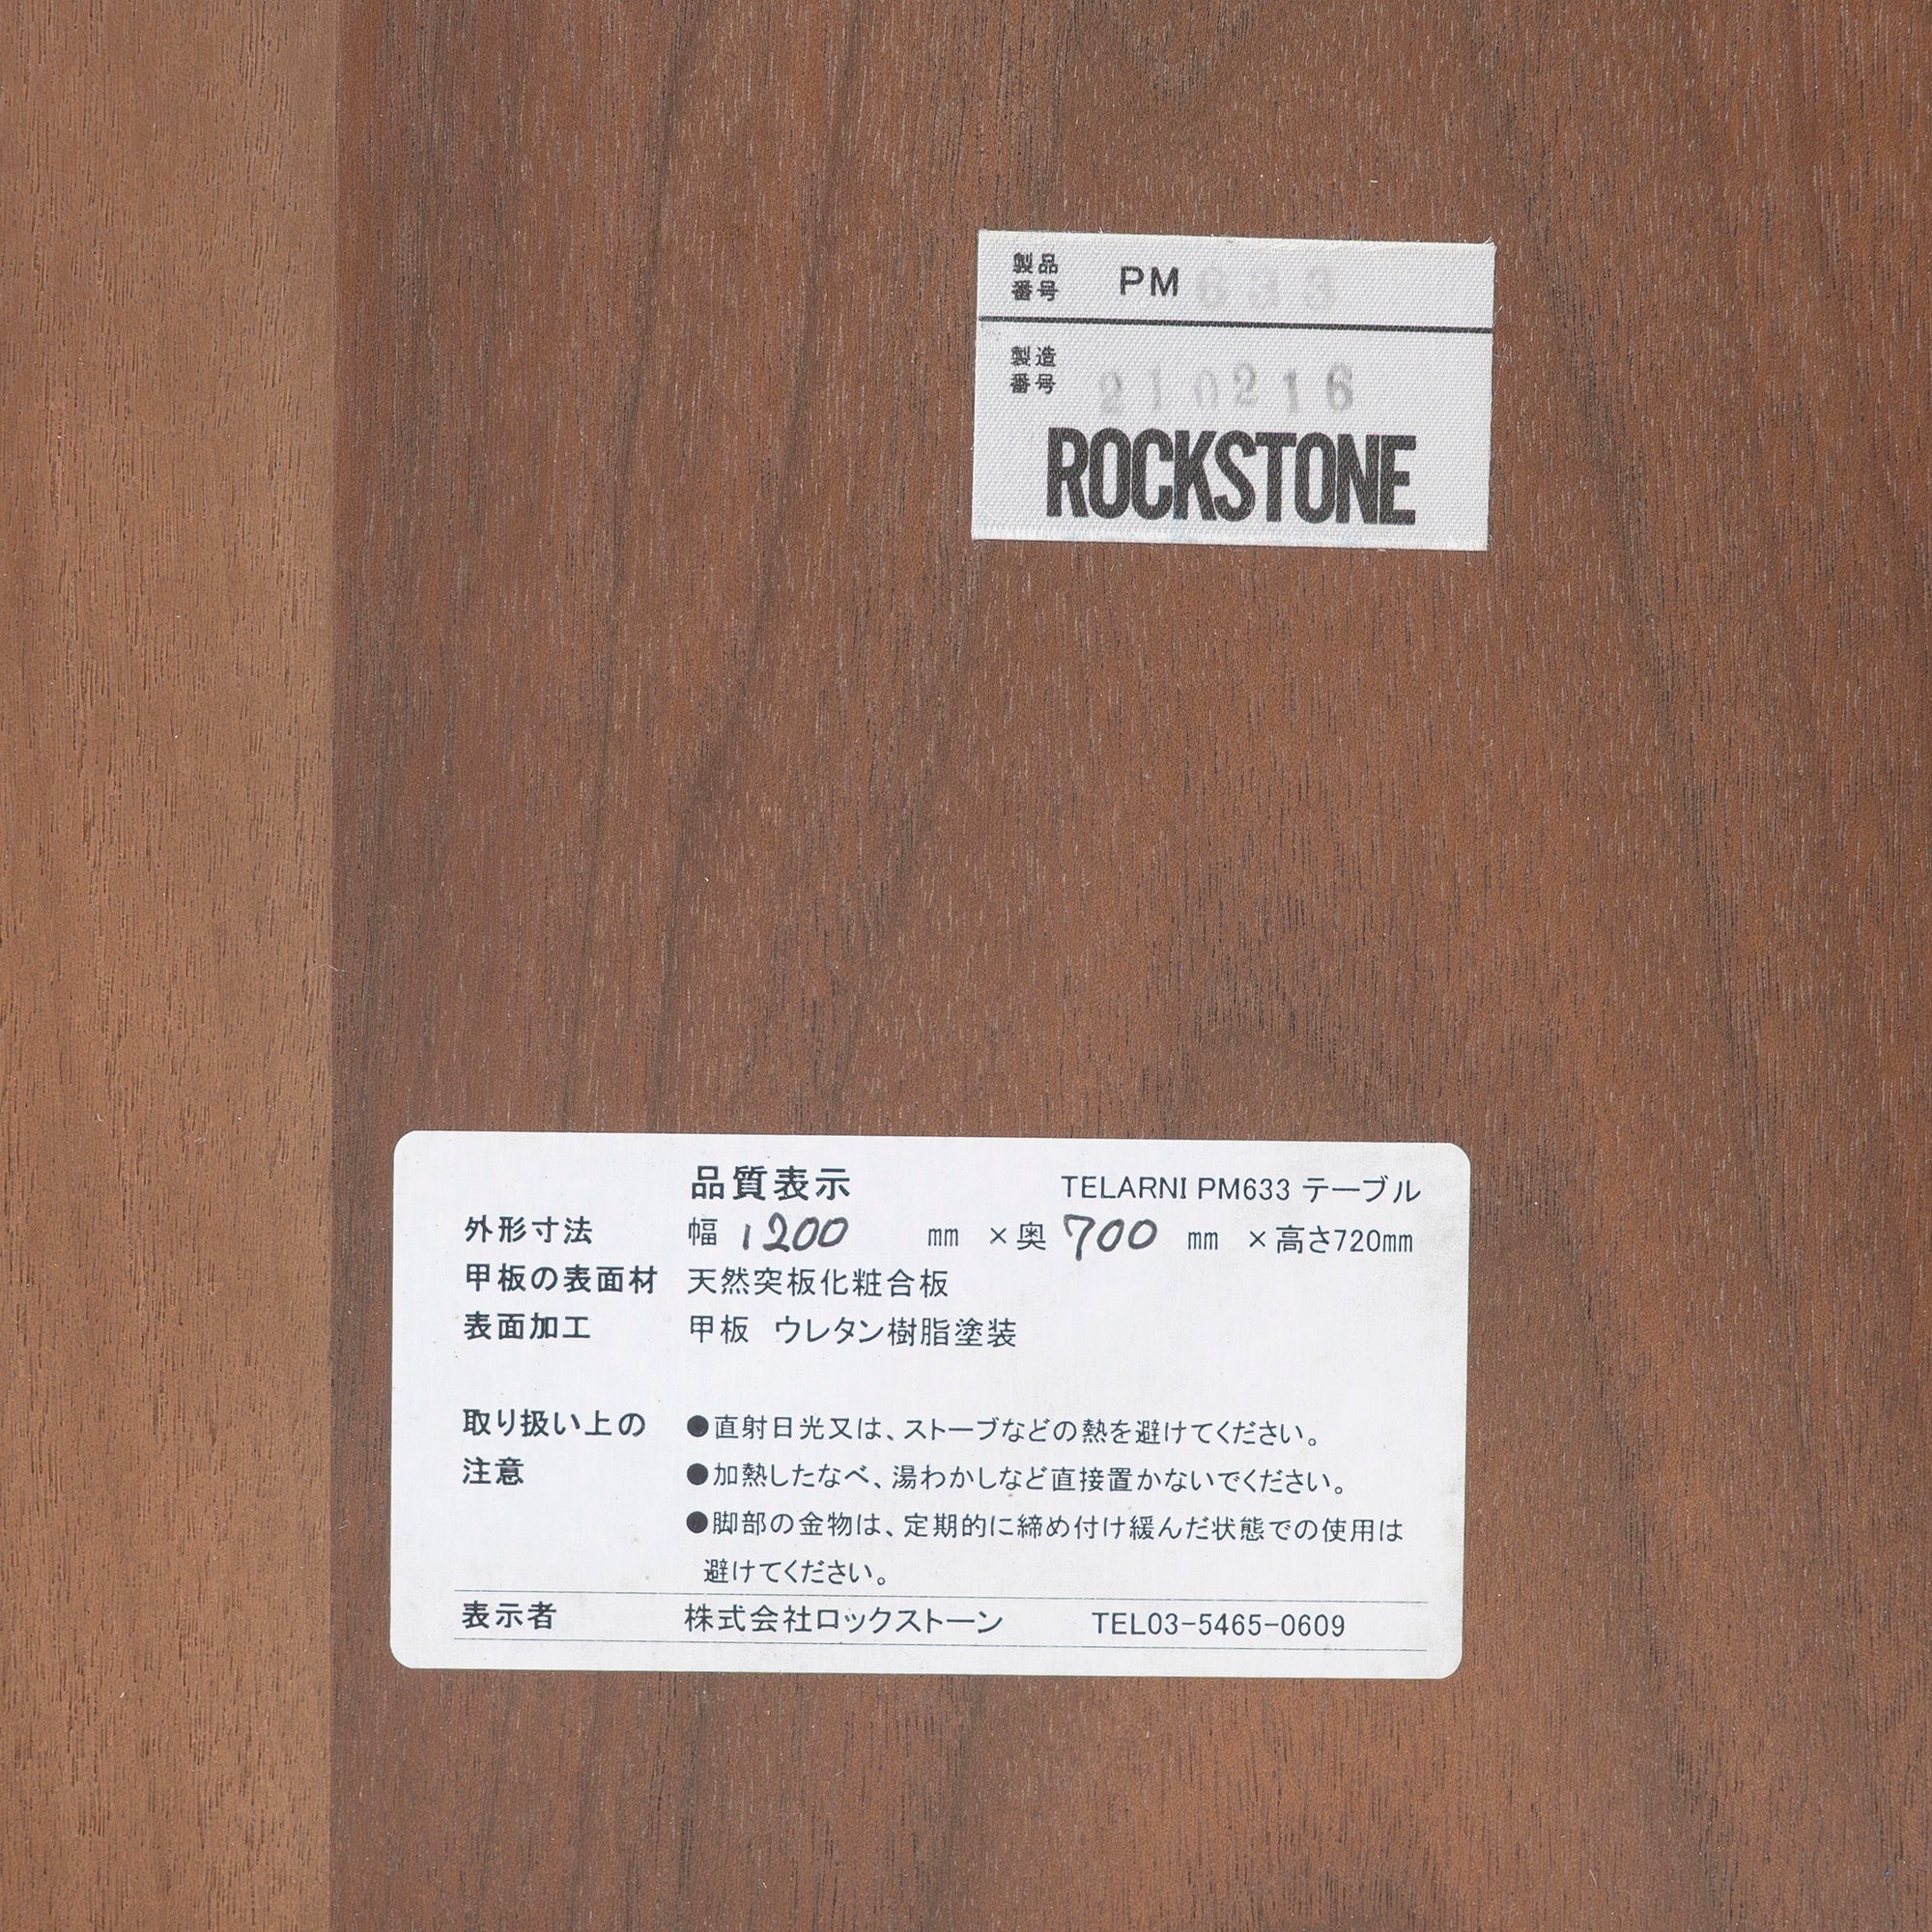 製品番号 PM 633
製造番号 210216
ROCKSTONE
品質表示 TELARNI PM633 テーブル
外形寸法 幅 1200 mm ×奥 700 mm ×高さ720mm
甲板の表面材 天然突板化粧合板
表面加工 甲板 ウレタン樹脂塗装
取り扱い上の ●直射日光又は、ストーブなどの熱を避けてください。
注意 ●加熱したなべ、湯わかしなど直接置かないでください。
●脚部の金物は、定期的に締め付け緩んだ状態での使用は
避けてください。
表示者 株式会社ロックストーン TEL03-5465-0609